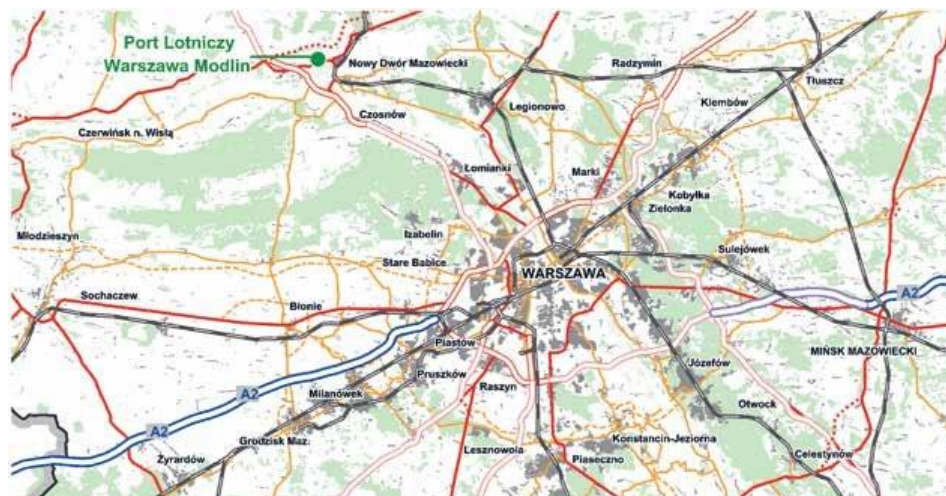 Port Lotniczy
Warszawa Modlin
Nowy Dwór Mazowiecki
Radzymin
Tłuszcz
Legionowo
Klembów
Czosnów
Czerwińsk n. Wisłą
Łomianki
Marki
Kobyłka
Zielonka
Izabelin
Młodzieszyn
Stare Babice
Sulejówek
WARSZAWA
Sochaczew
Błonie
A2
Piastów
MIŃSK MAZOWIECKI
Józefów
Pruszków
Raszyn
Milanówek
A2
Otwock
A2
Grodzisk Maz.
Konstancin-Jeziorna
Lesznowola
Żyrardów
Piaseczno
Celestynów